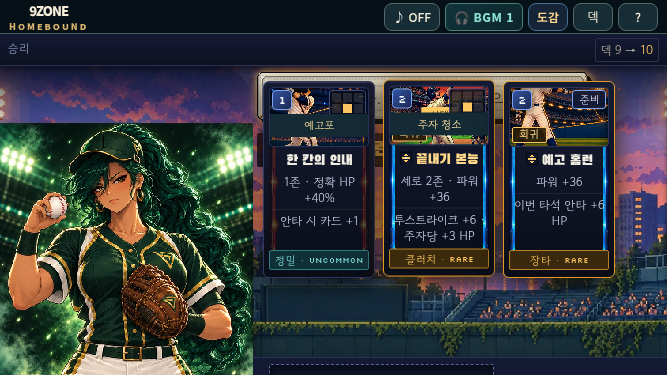 9ZONE
HOMEBOUND
♪ OFF
🎧 BGM 1
도감
덱
?
승리
덱 9 → 10
1
예고포
한 칸의 인내
1존 · 정확 HP
+40%
안타 시 카드 +1
정밀 · UNCOMMON
2
주자 청소
끝내기 본능
세로 2존 · 파워
+36
투스트라이크 +6 ·
주자당 +3 HP
클러치 · RARE
2
준비
회귀
예고 홈런
파워 +36
이번 타석 안타 +6
HP
장타 · RARE